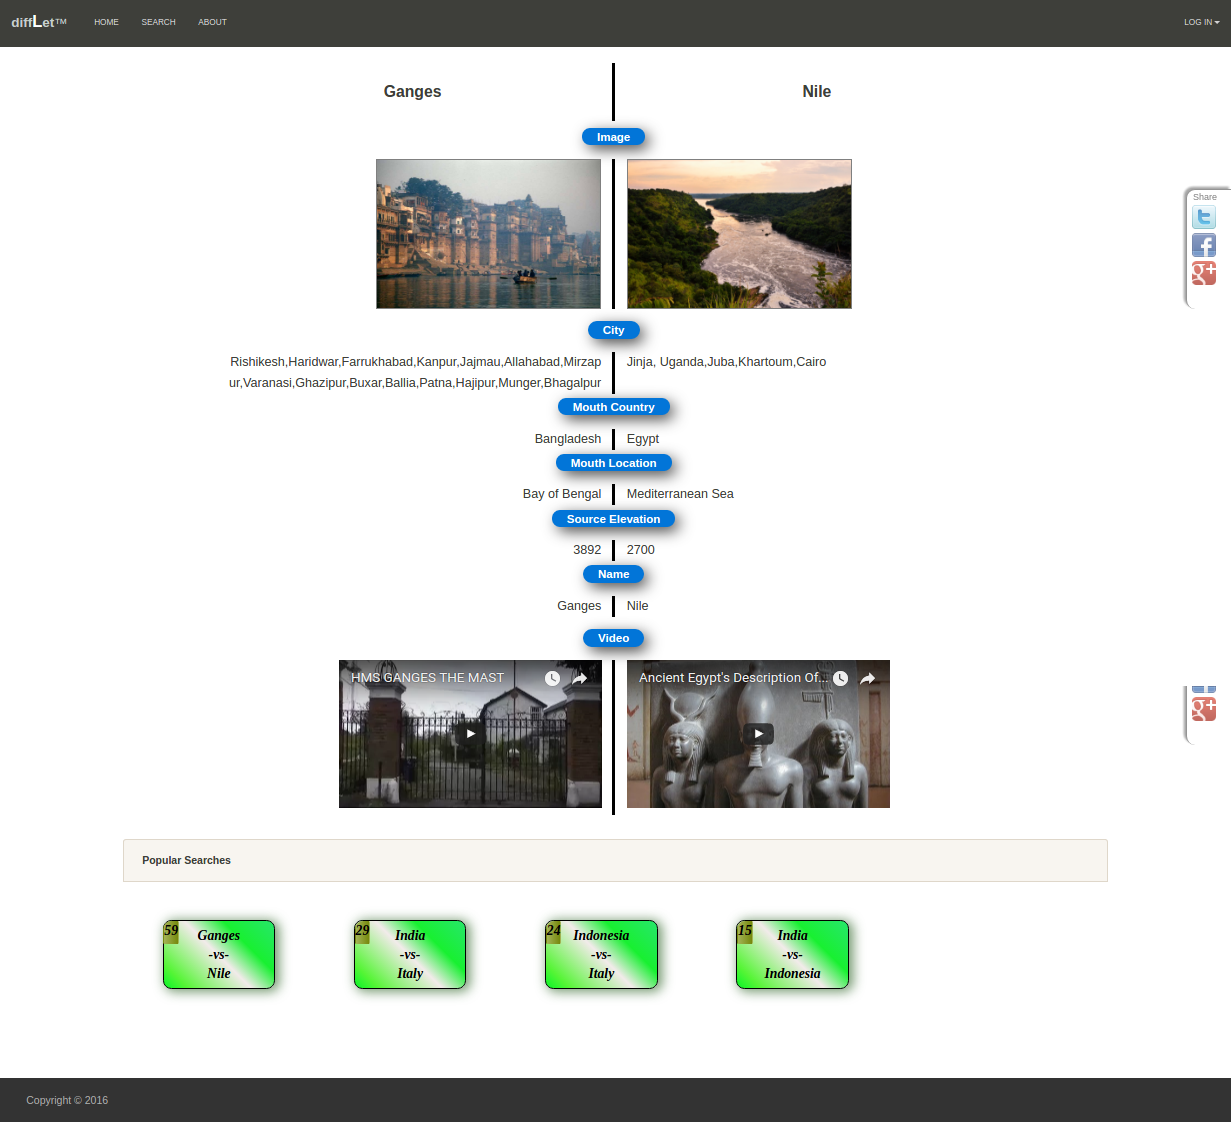 diffLet™ HOME SEARCH ABOUT LOG IN
Ganges Nile
Image
Share
City
Rishikesh,Haridwar,Farrukhabad,Kanpur,Jajmau,Allahabad,Mirzap Jinja, Uganda,Juba,Khartoum,Cairo
ur,Varanasi,Ghazipur,Buxar,Ballia,Patna,Hajipur,Munger,Bhagalpur
Mouth Country
Bangladesh Egypt
Mouth Location
Bay of Bengal Mediterranean Sea
Source Elevation
3892 2700
Name
Ganges Nile
Video
HMS GANGES THE MAST Ancient Egypt's Description Of...
Popular Searches
59 Ganges
-vs-
Nile
29 India
-vs-
Italy
24 Indonesia
-vs-
Italy
15 India
-vs-
Indonesia
Copyright © 2016